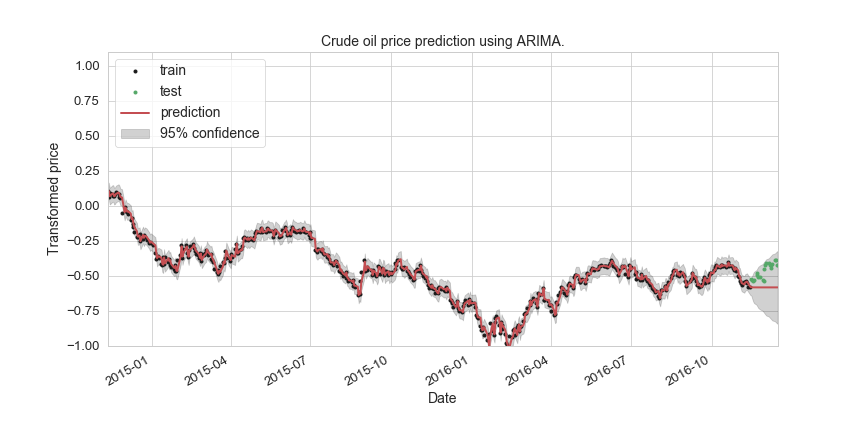 Crude oil price prediction using ARIMA.
train
test
prediction
95% confidence
Transformed price
1.00
0.75
0.50
0.25
0.00
−0.25
−0.50
−0.75
−1.00
2015-01
2015-04
2015-07
2015-10
2016-01
2016-04
2016-07
2016-10
Date